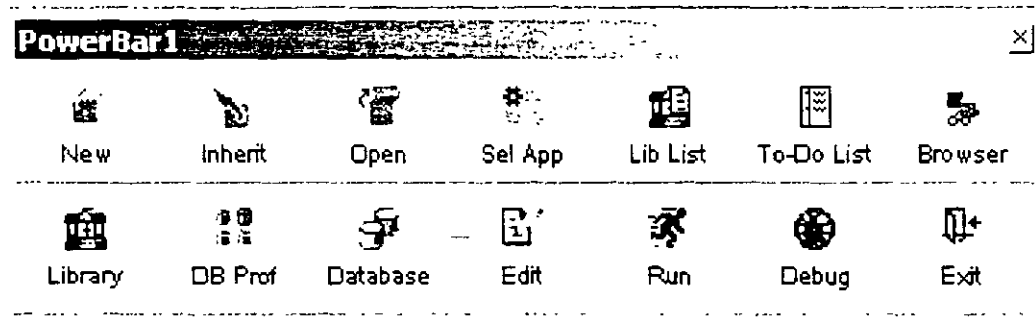 PowerBar1
New Inherit Open Sel App Lib List To-Do List Browser
Library DB Prof Database Edit Run Debug Exit